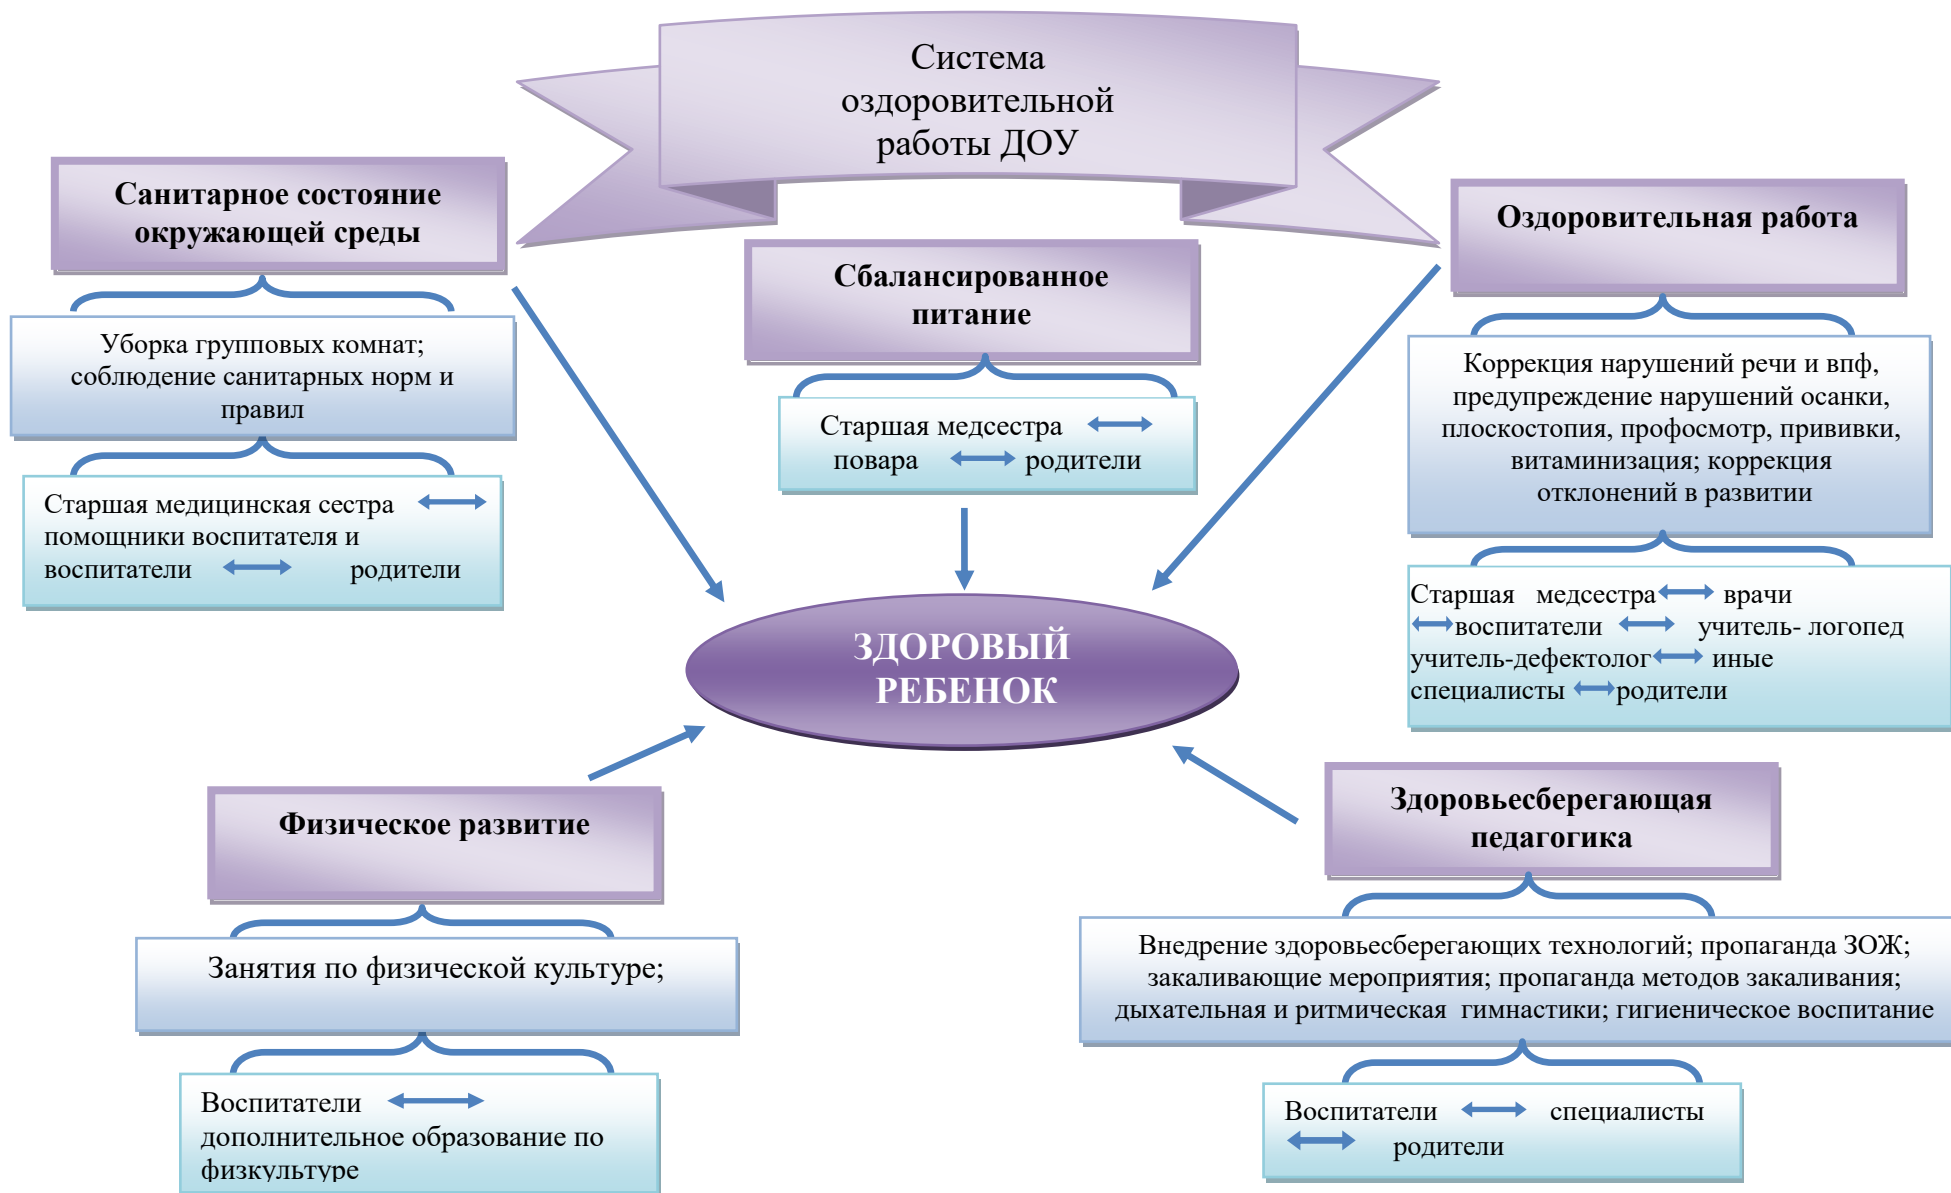 Система
оздоровительной
работы ДОУ
Санитарное состояние
окружающей среды
Уборка групповых комнат;
соблюдение санитарных норм и
правил
Старшая медицинская сестра
помощники воспитателя и
воспитатели родители
Сбалансированное
питание
Старшая медсестра
повара родители
Оздоровительная работа
Коррекция нарушений речи и впф,
предупреждение нарушений осанки,
плоскостопия, профосмотр, прививки,
витаминизация; коррекция
отклонений в развитии
Старшая медсестра врачи
воспитатели учитель- логопед
учитель-дефектолог иные
специалисты родители
ЗДОРОВЫЙ
РЕБЕНОК
Физическое развитие
Занятия по физической культуре;
Воспитатели
дополнительное образование по
физкультуре
Здоровьесберегающая
педагогика
Внедрение здоровьесберегающих технологий; пропаганда ЗОЖ;
закаливающие мероприятия; пропаганда методов закаливания;
дыхательная и ритмическая гимнастики; гигиеническое воспитание
Воспитатели специалисты
родители